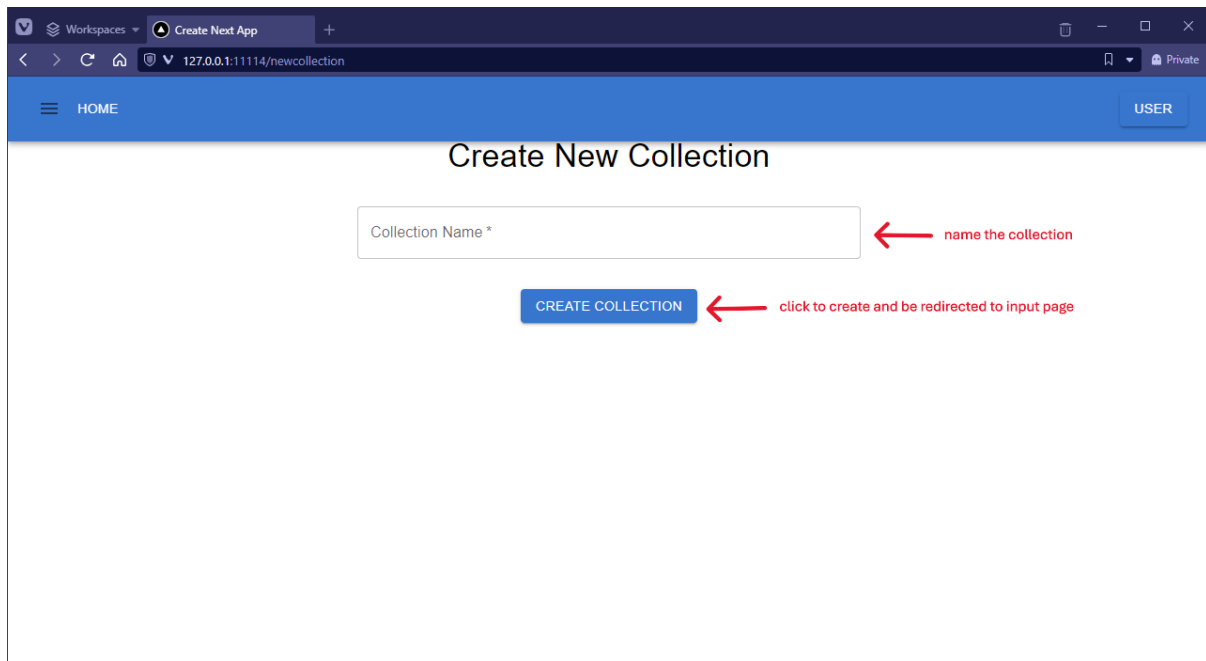 Workspaces
Create Next App
127.0.0.1:11114/newcollection
Private
HOME
USER
Create New Collection
Collection Name *
name the collection
CREATE COLLECTION
click to create and be redirected to input page